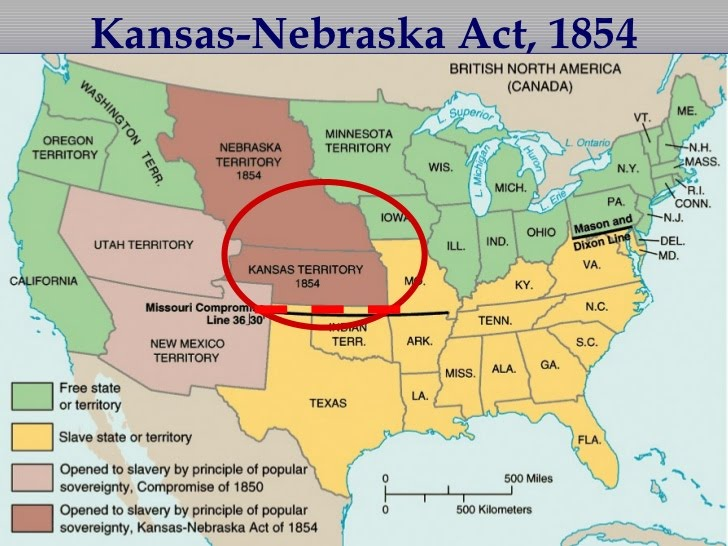 Kansas-Nebraska Act, 1854
BRITISH NORTH AMERICA
(CANADA)
WASHINGTON TERR.
OREGON
TERRITORY
NEBRASKA
TERRITORY
1854
MINNESOTA
TERRITORY
L. Superior
L. Michigan
L. Huron
L. Ontario
L. Erie
WIS.
MICH.
VT.
ME.
N.H.
MASS.
N.Y.
R.I.
CONN.
PA.
N.J.
IOWA
ILL.
IND.
OHIO
Mason and
Dixon Line
DEL.
MD.
UTAH TERRITORY
CALIFORNIA
KANSAS TERRITORY
1854
MO.
KY.
VA.
Missouri Compromi
Line 36 30'
NEW MEXICO
TERRITORY
INDIAN
TERR.
ARK.
TENN.
N.C.
S.C.
MISS.
ALA.
GA.
TEXAS
LA.
FLA.
Free state
or territory
Slave state or territory
Opened to slavery by principle of popular
sovereignty, Compromise of 1850
Opened to slavery by principle of popular
sovereignty, Kansas-Nebraska Act of 1854
0
500 Miles
0
500 Kilometers